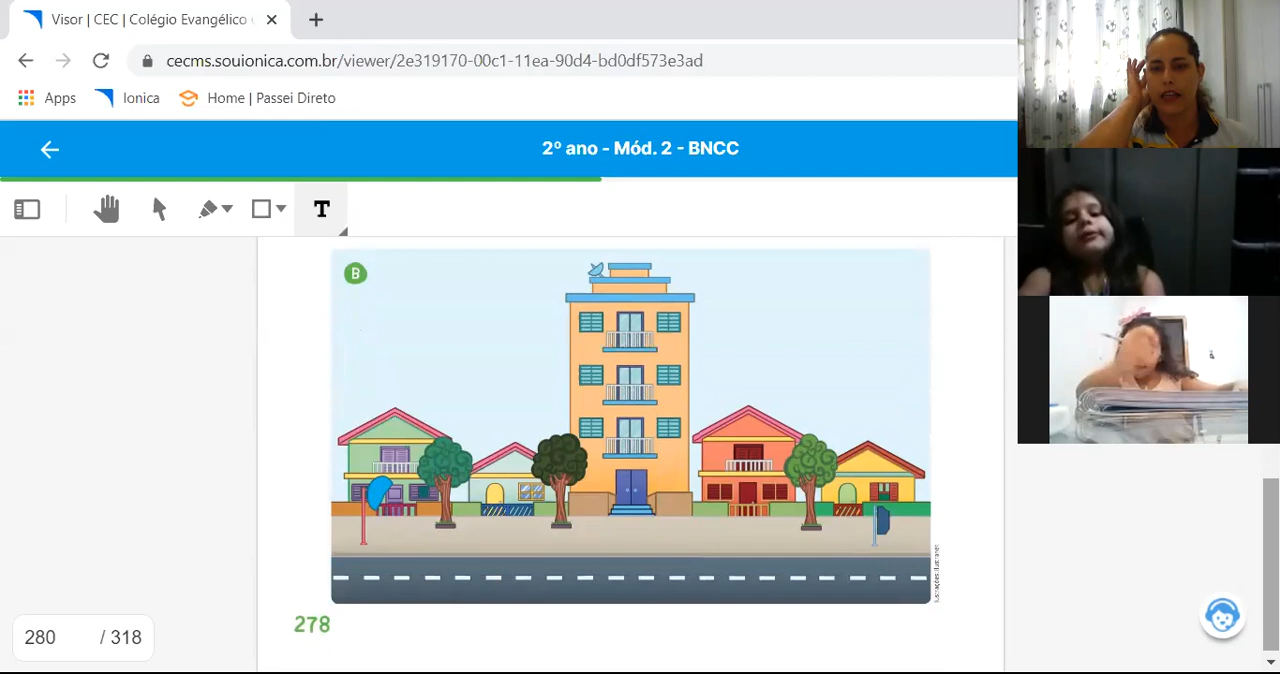 Visor | CEC | Colégio Evangélico
cecms.souionica.com.br/viewer/2e319170-00c1-11ea-90d4-bd0df573e3ad
Apps Ionica Home | Passei Direto
2º ano - Mód. 2 - BNCC
T
B
278
280 / 318